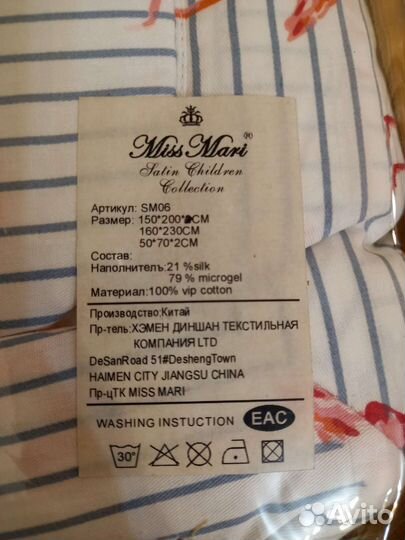 Miss Mari®
Satin Children
Collection
Артикул: SM06
Размер: 150*200* CM
160*230CM
50*70*2CM
Состав:
Наполнитель:21 %silk
79 % microgel
Материал:100% vip cotton
Производство:Китай
Пр-тель: ХЭМЕН ДИНШАН ТЕКСТИЛЬНАЯ
КОМПАНИЯ LTD
DeSanRoad 51#DeshengTown
HAIMEN CITY JIANGSU CHINA
Пр-цТК MISS MARI
WASHING INSTUCTION EAC
30°
Avito